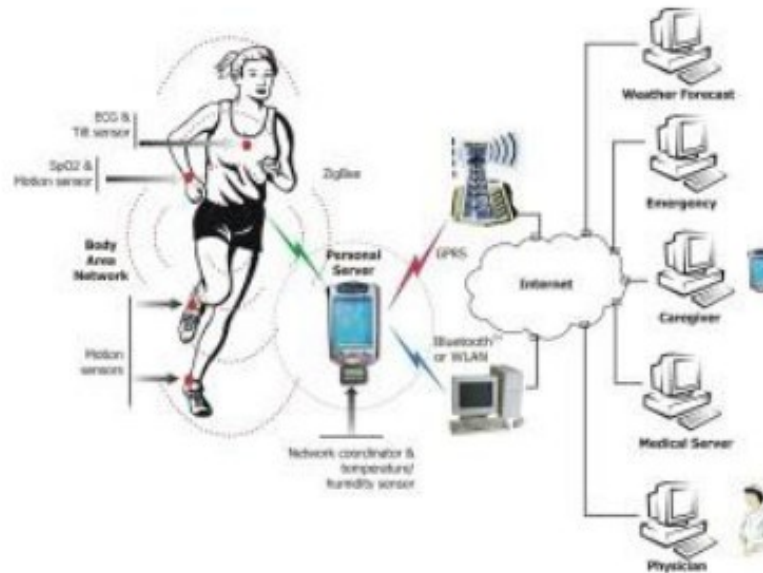 ECG &
Tilt sensor
SpO2 &
Motion sensor
ZigBee
Body
Area
Network
Motion
sensors
Personal
Server
GPRS
Bluetooth™
or WLAN
Network coordinator &
temperature/
humidity sensor
Internet
Weather Forecast
Emergency
Caregiver
Medical Server
Physician